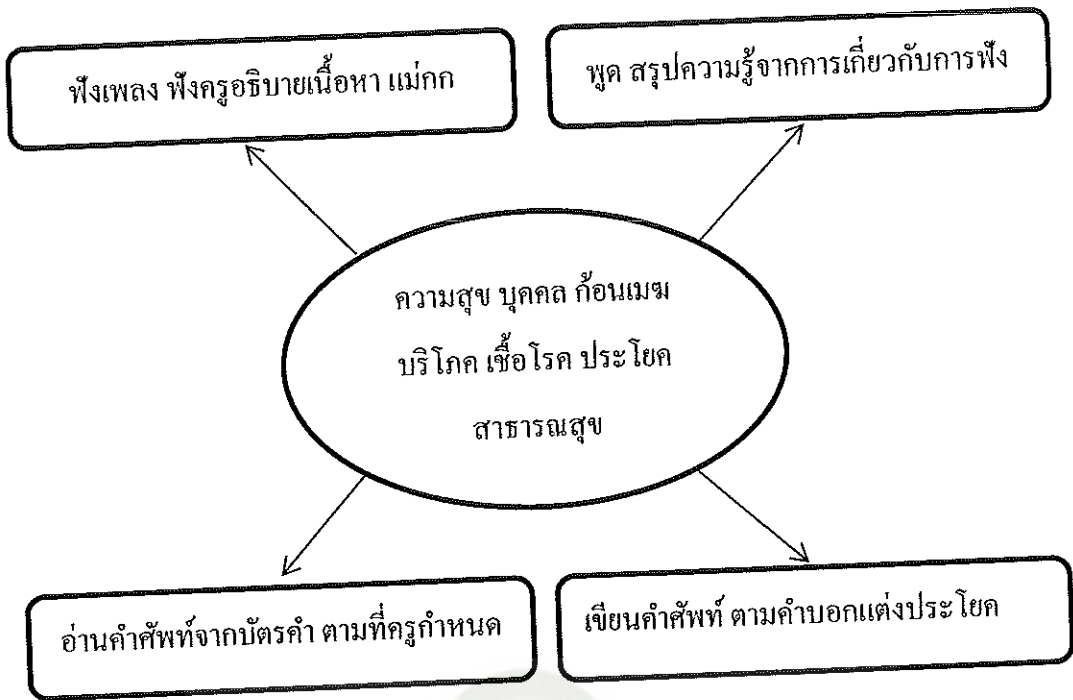 ฟังเพลง ฟังครูอธิบายเนื้อหา แม่กก
พูด สรุปความรู้จากการเกี่ยวกับการฟัง
ความสุข บุคคล ก้อนเมฆ
บริโภค เชื้อโรค ประโยค
สาธารณสุข
อ่านคำศัพท์จากบัตรคำ ตามที่ครูกำหนด
เขียนคำศัพท์ ตามคำบอกแต่งประโยค